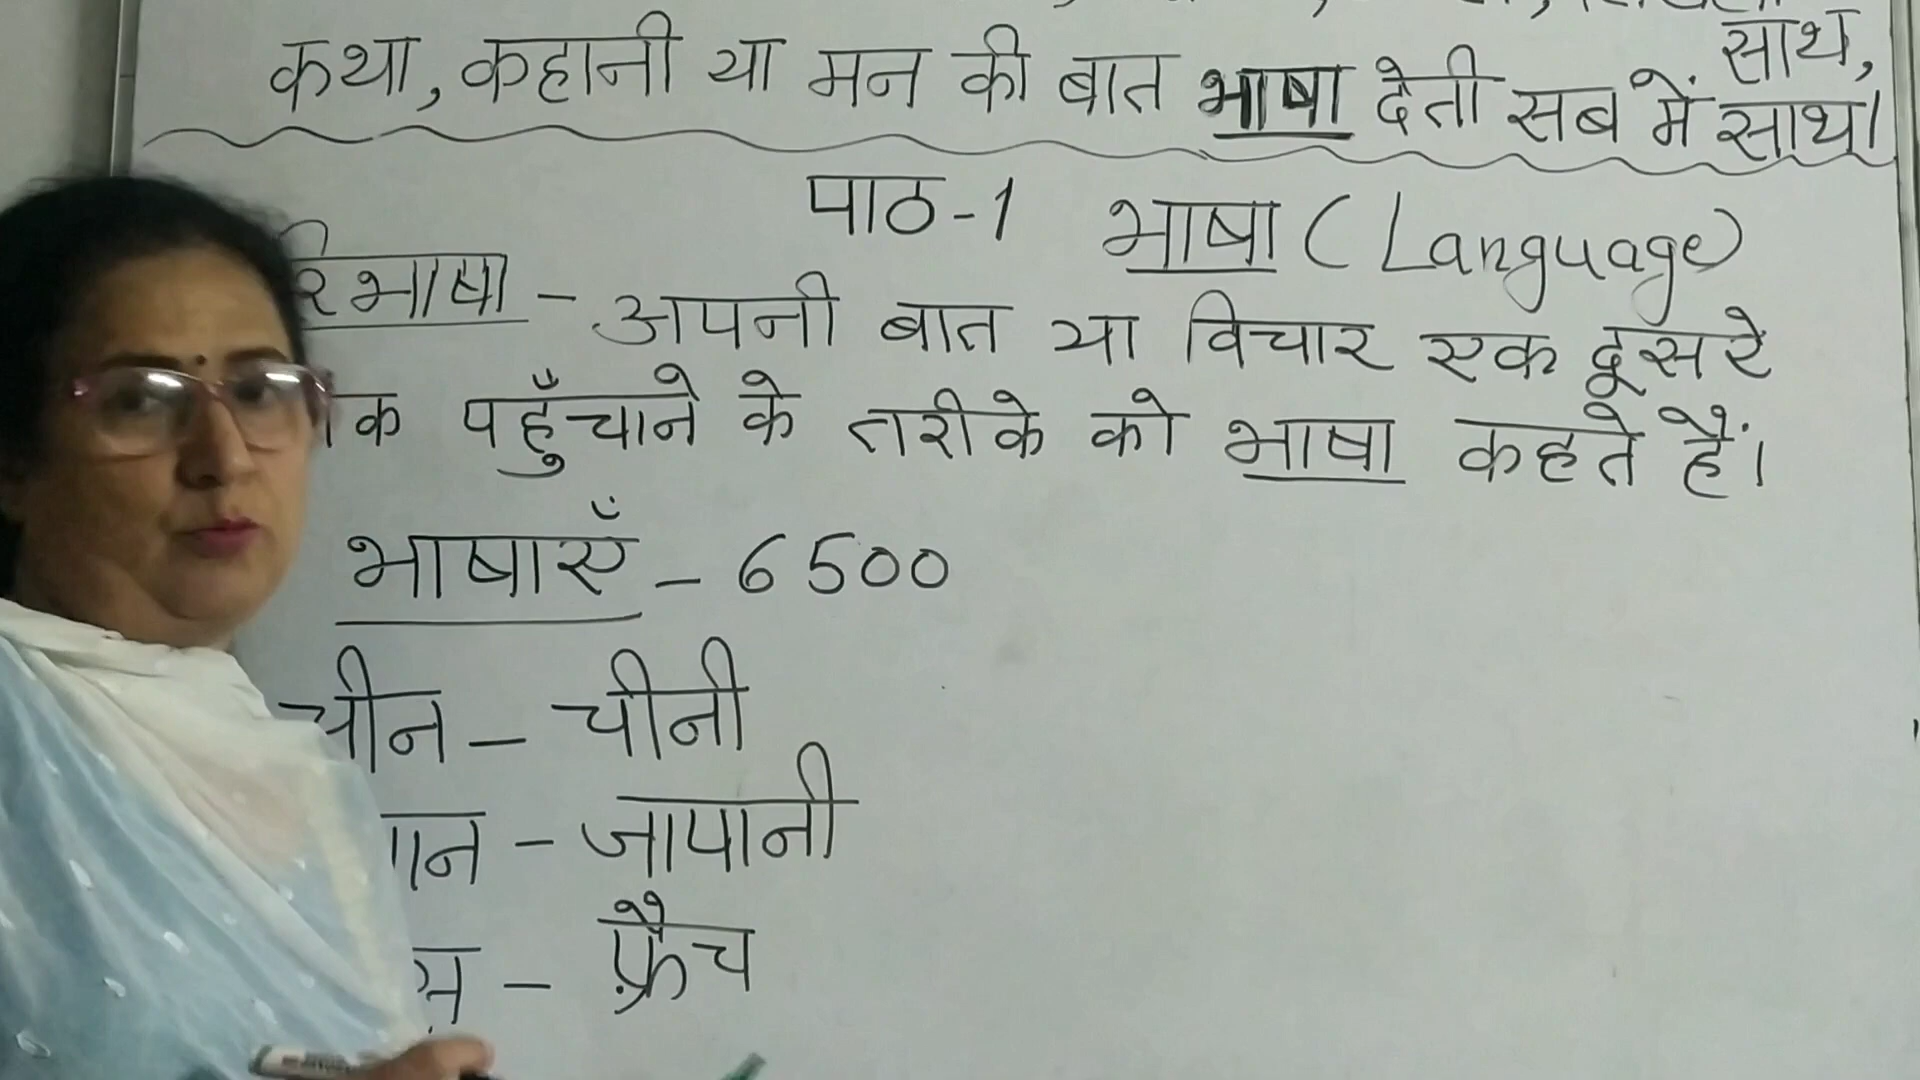 साथ,
कथा, कहानी या मन की बात भाषा देती सब में साथ।
पाठ-1 भाषा (Language)
रिभाषा - अपनी बात या विचार एक दूसरे
क पहुँचाने के तरीके को भाषा कहते हैं।
भाषाएँ - 6500
चीन - चीनी
ान - जापानी
स - फ़्रैच